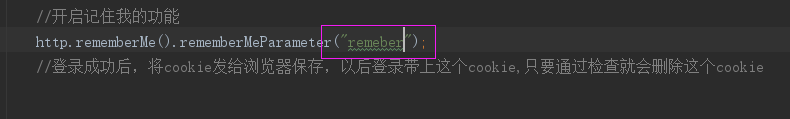 //开启记住我的功能
http.rememberMe().rememberMeParameter("remeber");
//登录成功后，将cookie发给浏览器保存，以后登录带上这个cookie,只要通过检查就会删除这个cookie